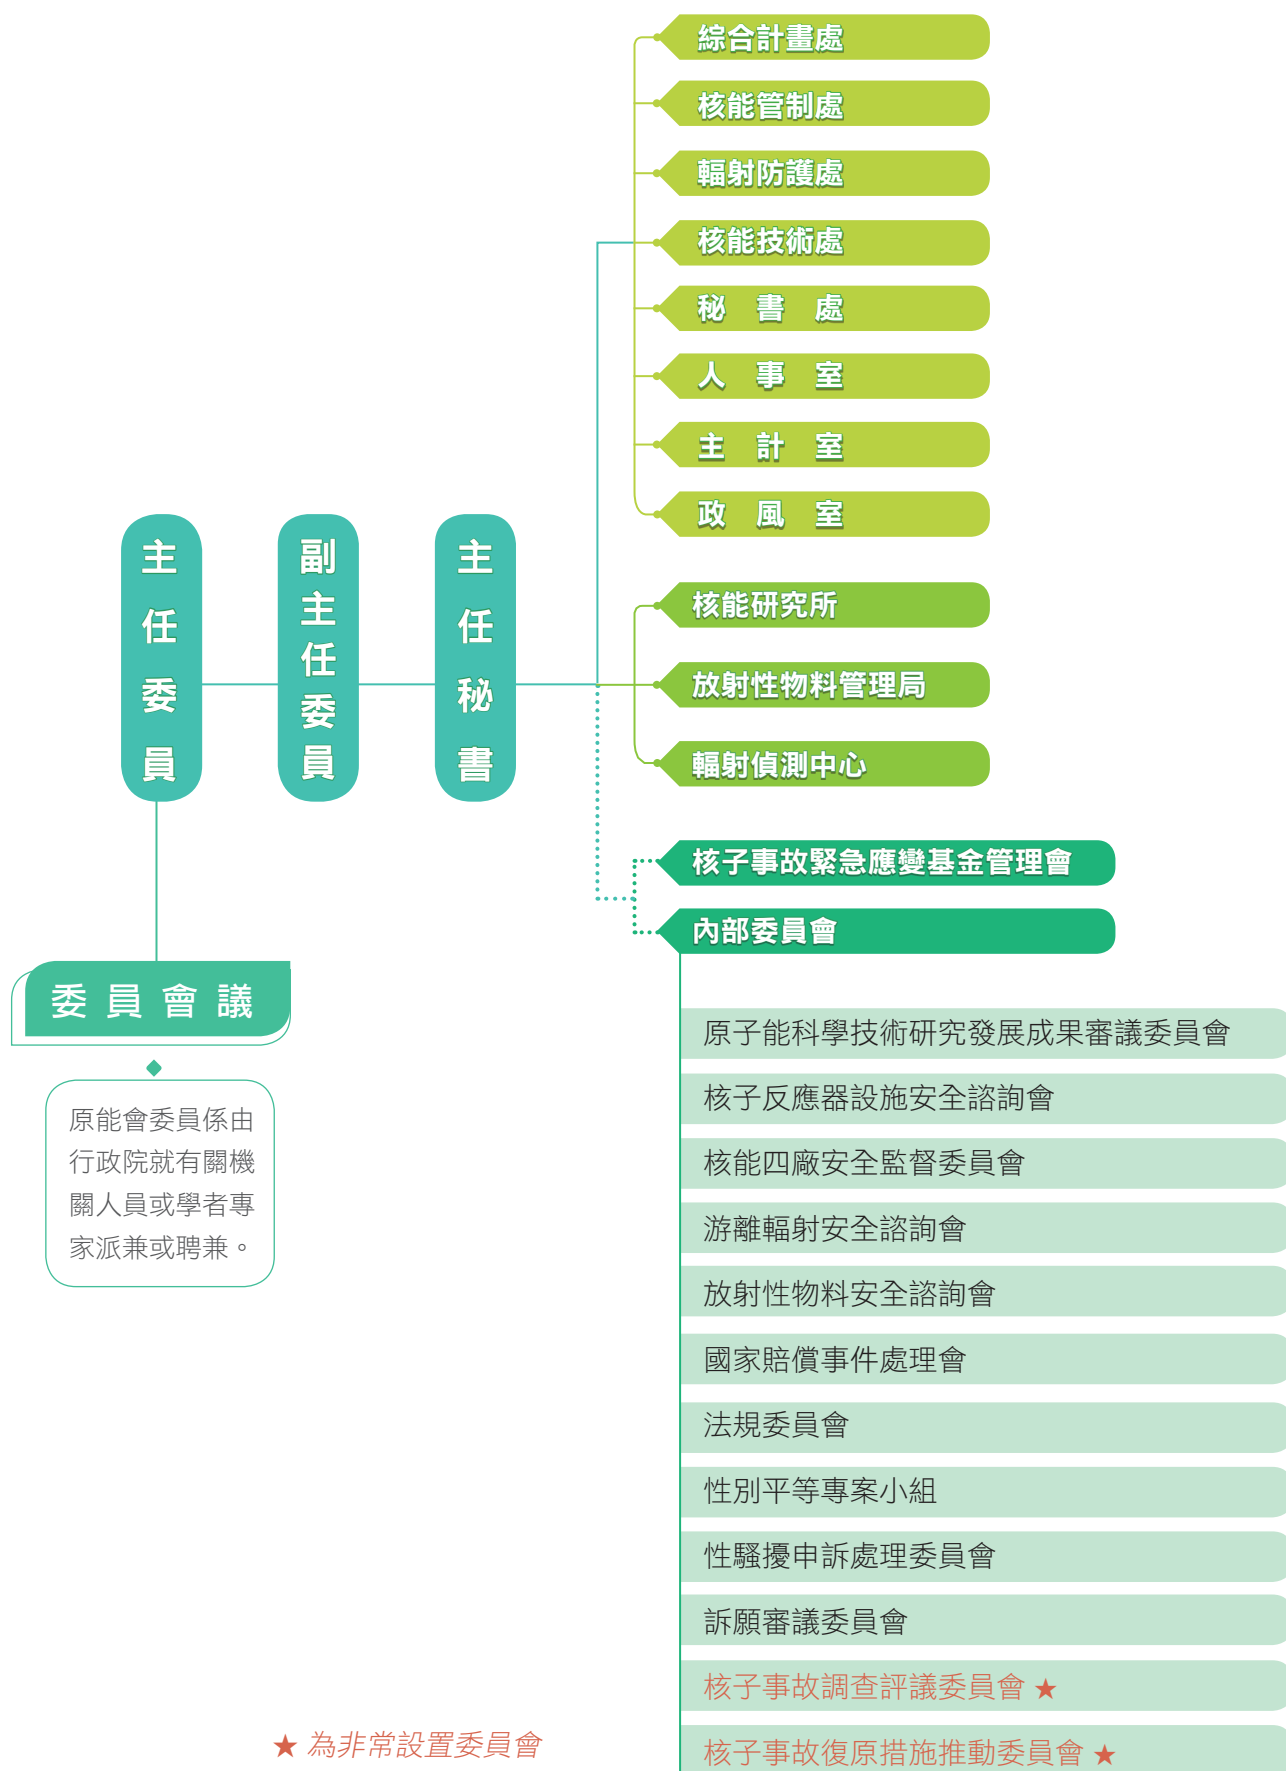 綜合計畫處
核能管制處
輻射防護處
核能技術處
秘書處
人事室
主計室
政風室
主任委員
副主任委員
主任秘書
核能研究所
放射性物料管理局
輻射偵測中心
核子事故緊急應變基金管理會
內部委員會
委員會議
原能會委員係由
行政院就有關機
關人員或學者專
家派兼或聘兼。
原子能科學技術研究發展成果審議委員會
核子反應器設施安全諮詢會
核能四廠安全監督委員會
游離輻射安全諮詢會
放射性物料安全諮詢會
國家賠償事件處理會
法規委員會
性別平等專案小組
性騷擾申訴處理委員會
訴願審議委員會
核子事故調查評議委員會 ★
核子事故復原措施推動委員會 ★
★ 為非常設置委員會